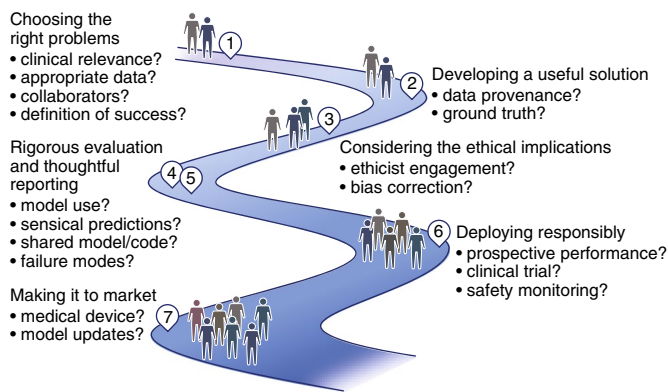 Choosing the
right problems
• clinical relevance?
• appropriate data?
• collaborators?
• definition of success?
1
2
Developing a useful solution
• data provenance?
• ground truth?
3
Considering the ethical implications
• ethicist engagement?
• bias correction?
Rigorous evaluation
and thoughtful
reporting
• model use?
• sensical predictions?
• shared model/code?
• failure modes?
4 5
6
Deploying responsibly
• prospective performance?
• clinical trial?
• safety monitoring?
Making it to market
• medical device?
• model updates?
7